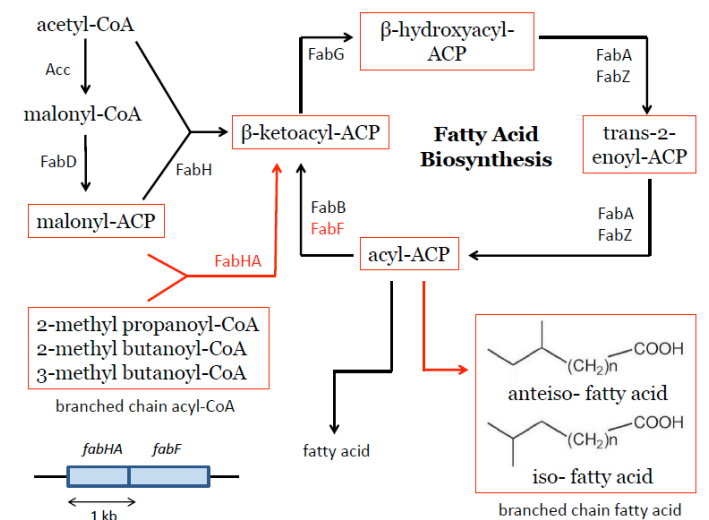 acetyl-CoA
Acc
malonyl-CoA
FabD
malonyl-ACP
FabH
β-ketoacyl-ACP
FabG
β-hydroxyacyl-
ACP
FabA
FabZ
Fatty Acid
Biosynthesis
trans-2-
enoyl-ACP
FabA
FabZ
FabB
FabF
acyl-ACP
FabHA
2-methyl propanoyl-CoA
2-methyl butanoyl-CoA
3-methyl butanoyl-CoA
branched chain acyl-CoA
fatty acid
COOH
(CH₂)n
anteiso- fatty acid
COOH
(CH₂)n
iso- fatty acid
branched chain fatty acid
fabHA fabF
1 kb